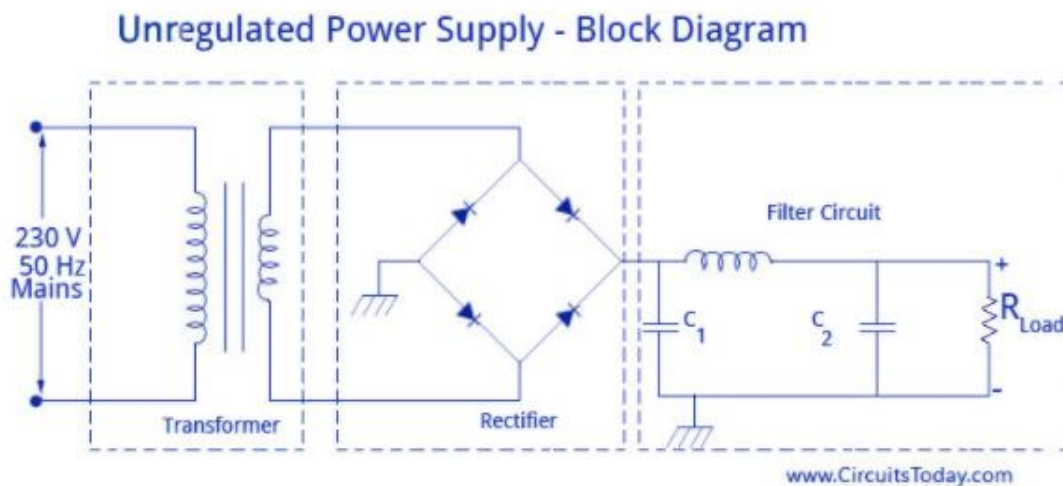 Unregulated Power Supply - Block Diagram
230 V
50 Hz
Mains
Transformer
Rectifier
Filter Circuit
C1
C2
+
RLoad
-
www.CircuitsToday.com